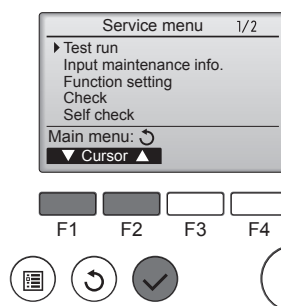 Service menu 1/2
Test run
Input maintenance info.
Function setting
Check
Self check
Main menu:
▼ Cursor ▲
F1 F2 F3 F4